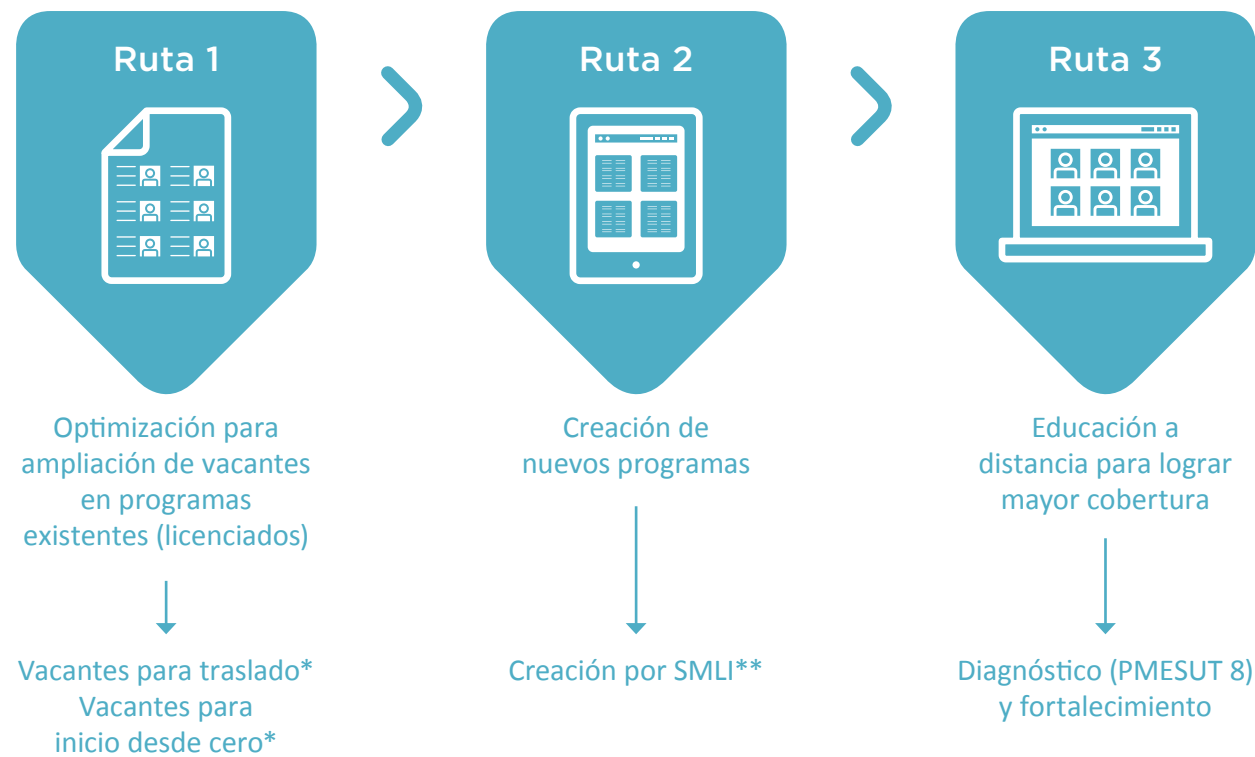 Ruta 1
Optimización para
ampliación de vacantes
en programas
existentes (licenciados)
Vacantes para traslado*
Vacantes para
inicio desde cero*
Ruta 2
Creación de
nuevos programas
Creación por SMLI**
Ruta 3
Educación a
distancia para lograr
mayor cobertura
Diagnóstico (PMESUT 8)
y fortalecimiento